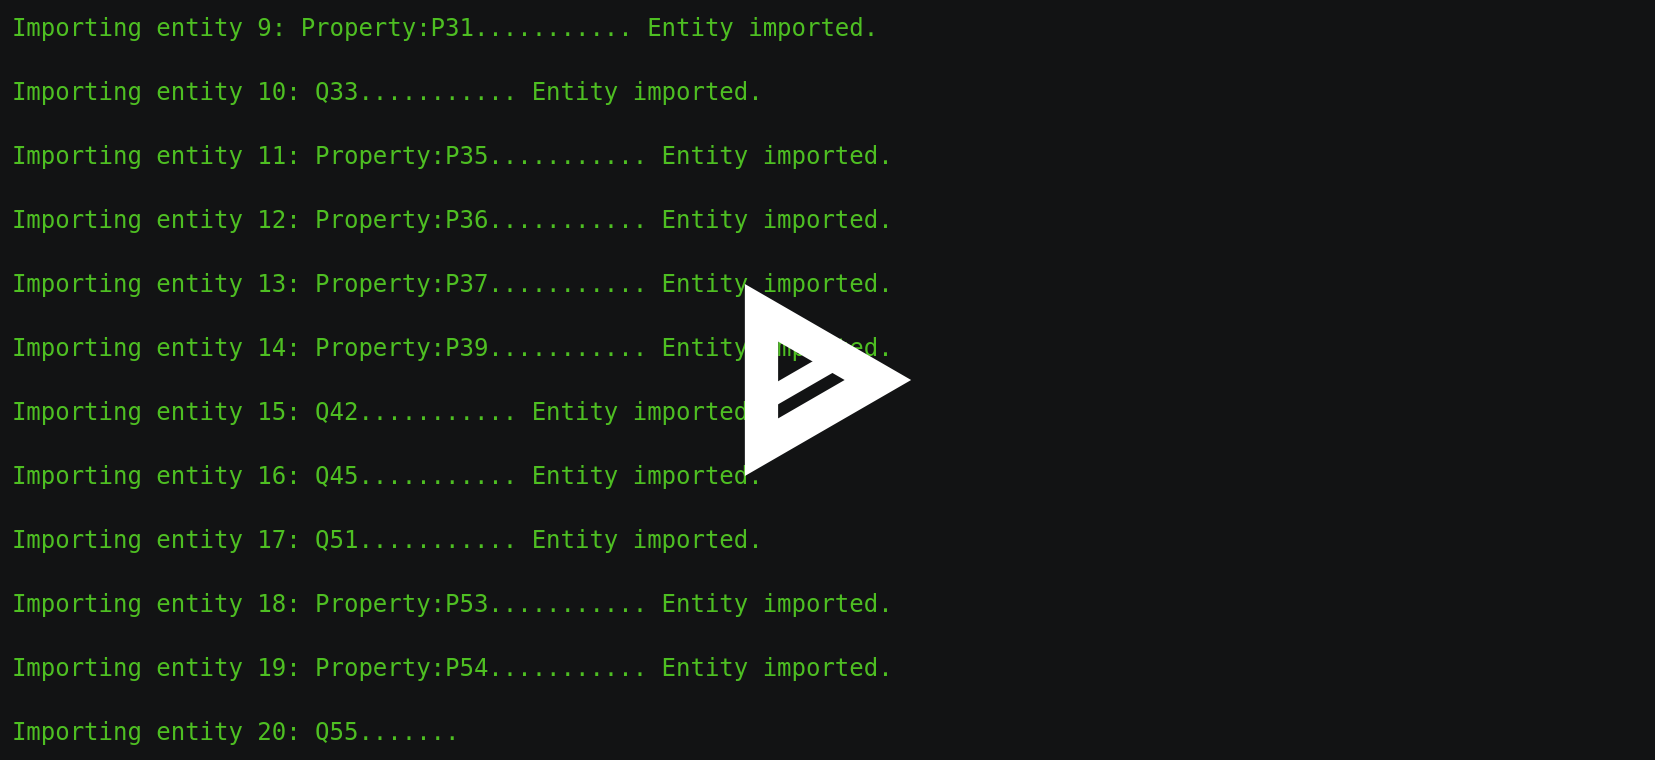 Importing entity 9: Property:P31........... Entity imported.
Importing entity 10: Q33........... Entity imported.
Importing entity 11: Property:P35........... Entity imported.
Importing entity 12: Property:P36........... Entity imported.
Importing entity 13: Property:P37........... Entity imported.
Importing entity 14: Property:P39........... Entity imported.
Importing entity 15: Q42........... Entity imported
Importing entity 16: Q45........... Entity imported.
Importing entity 17: Q51........... Entity imported.
Importing entity 18: Property:P53........... Entity imported.
Importing entity 19: Property:P54........... Entity imported.
Importing entity 20: Q55.......